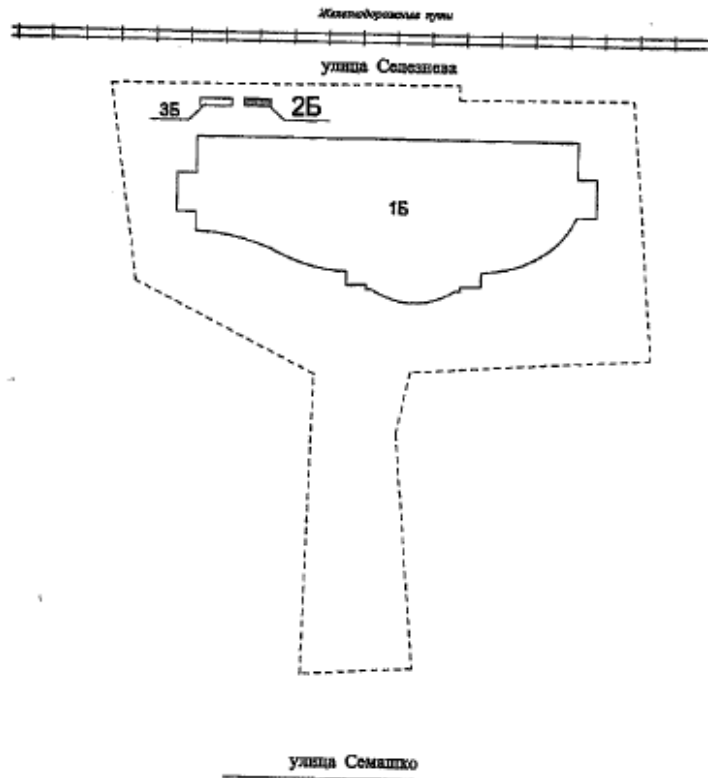 Железнодорожные пути
улица Селезнева
3Б 2Б
1Б
улица Семашко